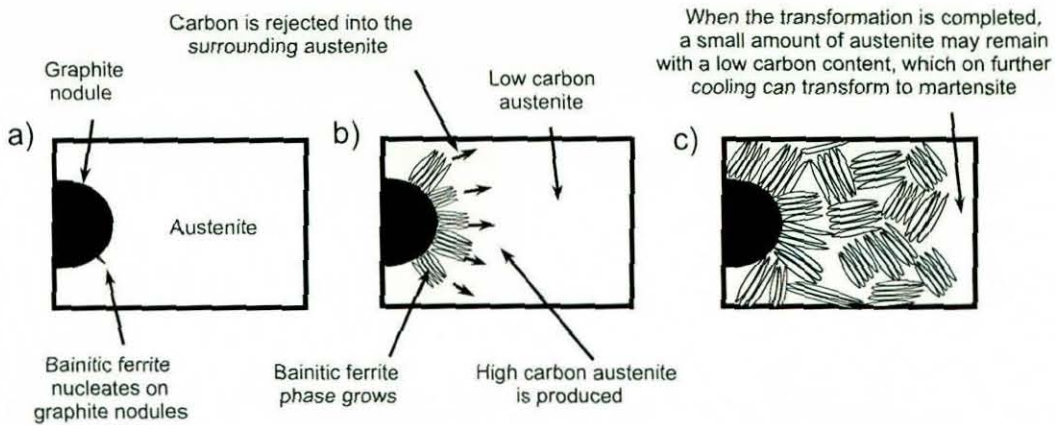 Carbon is rejected into the
surrounding austenite
When the transformation is completed,
a small amount of austenite may remain
with a low carbon content, which on further
cooling can transform to martensite
Graphite
nodule
Low carbon
austenite
a)
b)
c)
Austenite
Bainitic ferrite
nucleates on
graphite nodules
Bainitic ferrite
phase grows
High carbon austenite
is produced